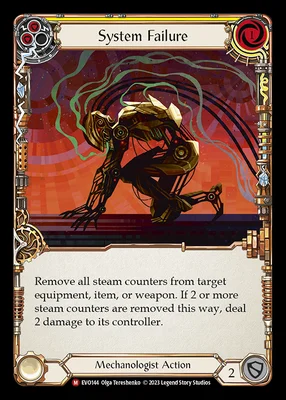 System Failure
Remove all steam counters from target
equipment, item, or weapon. If 2 or more
steam counters are removed this way, deal
2 damage to its controller.
Mechanologist Action
2
M EVO144 Olga Tereshenko © 2023 Legend Story Studios